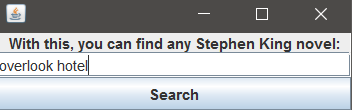 With this, you can find any Stephen King novel:
overlook hotel
Search